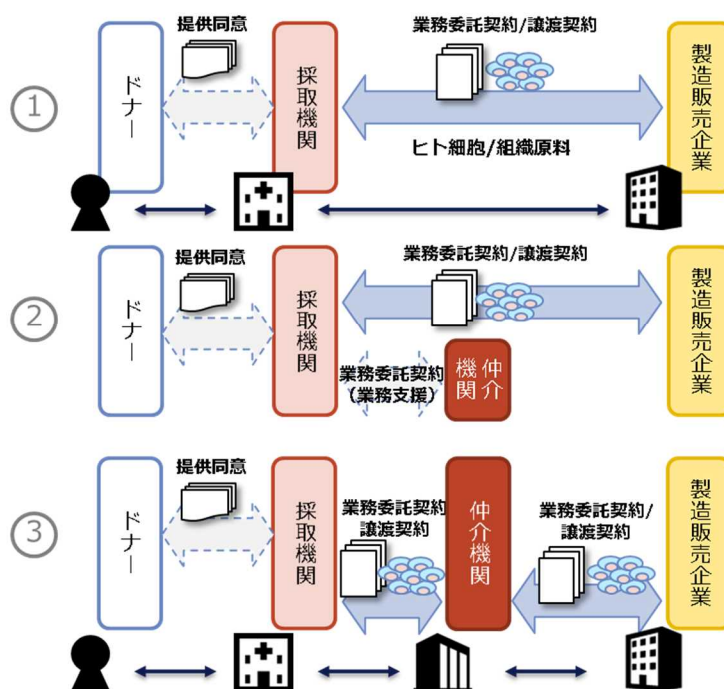 ①
提供同意
ドナー
採取機関
業務委託契約/譲渡契約
ヒト細胞/組織原料
製造販売企業
②
提供同意
ドナー
採取機関
業務委託契約/譲渡契約
業務委託契約
（業務支援）
仲介
機関
製造販売企業
③
提供同意
ドナー
採取機関
業務委託契約
譲渡契約
仲介機関
業務委託契約/
譲渡契約
製造販売企業